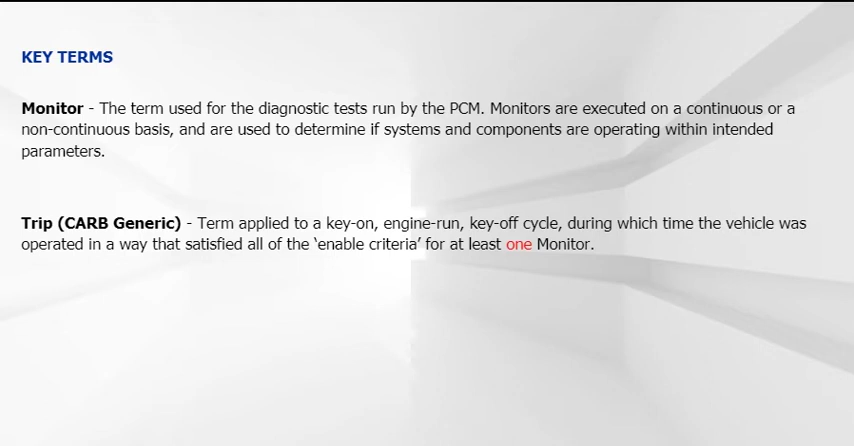 KEY TERMS
Monitor - The term used for the diagnostic tests run by the PCM. Monitors are executed on a continuous or a
non-continuous basis, and are used to determine if systems and components are operating within intended
parameters.
Trip (CARB Generic) - Term applied to a key-on, engine-run, key-off cycle, during which time the vehicle was
operated in a way that satisfied all of the ‘enable criteria’ for at least one Monitor.